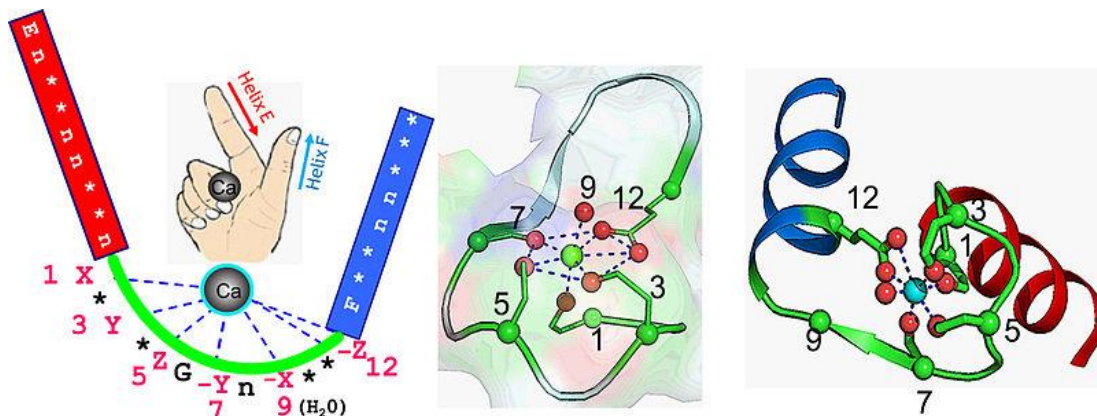 E n * * n n * * n
Helix E
Helix F
Ca
F * * n n * * *
Ca
1 X
*
3 Y
*
5 Z
G
-Y
7
n
-X
9 (H₂O)
* *
-Z
12
9
12
7
5
3
1
12
3
1
5
9
7